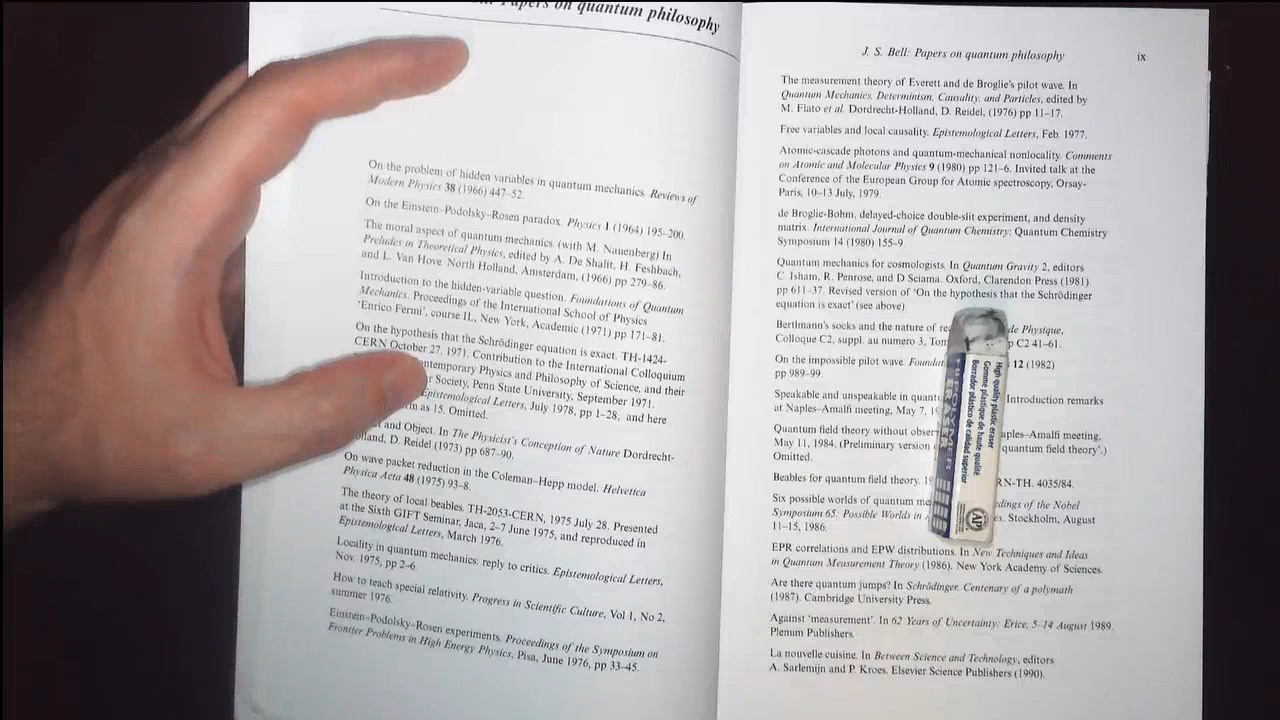 Papers on quantum philosophy
On the problem of hidden variables in quantum mechanics. Reviews of
Modern Physics 38 (1966) 447–52.
On the Einstein–Podolsky–Rosen paradox. Physics 1 (1964) 195–200.
The moral aspect of quantum mechanics (with M. Nauenberg) In
Preludes in Theoretical Physics, edited by A. De Shalit, H. Feshbach,
and L. Van Hove. North Holland, Amsterdam, (1966) pp 279–86.
Introduction to the hidden-variable question. Foundations of Quantum
Mechanics. Proceedings of the International School of Physics
'Enrico Fermi', course IL, New York, Academic (1971) pp 171–81.
On the hypothesis that the Schrödinger equation is exact. TH-1424-
CERN October 27, 1971. Contribution to the International Colloquium
ontemporary Physics and Philosophy of Science, and their
r Society, Penn State University, September 1971.
Epistemological Letters, July 1978, pp 1–28, and here
rm as 15. Omitted.
t and Object. In The Physicist's Conception of Nature Dordrecht-
olland, D. Reidel (1973) pp 687–90.
On wave packet reduction in the Coleman–Hepp model. Helvetica
Physica Acta 48 (1975) 93–8.
The theory of local beables. TH-2053-CERN, 1975 July 28. Presented
at the Sixth GIFT Seminar, Jaca, 2–7 June 1975, and reproduced in
Epistemological Letters, March 1976.
Locality in quantum mechanics: reply to critics. Epistemological Letters,
Nov. 1975, pp 2–6.
How to teach special relativity. Progress in Scientific Culture, Vol 1, No 2,
summer 1976.
Einstein–Podolsky–Rosen experiments. Proceedings of the Symposium on
Frontier Problems in High Energy Physics, Pisa, June 1976, pp 33–45.
J. S. Bell: Papers on quantum philosophy ix
The measurement theory of Everett and de Broglie's pilot wave. In
Quantum Mechanics, Determinism, Causality, and Particles, edited by
M. Flato et al. Dordrecht-Holland, D. Reidel, (1976) pp 11–17.
Free variables and local causality. Epistemological Letters, Feb. 1977.
Atomic-cascade photons and quantum-mechanical nonlocality. Comments
on Atomic and Molecular Physics 9 (1980) pp 121–6. Invited talk at the
Conference of the European Group for Atomic spectroscopy, Orsay-
Paris, 10–13 July, 1979.
de Broglie-Bohm, delayed-choice double-slit experiment, and density
matrix. International Journal of Quantum Chemistry: Quantum Chemistry
Symposium 14 (1980) 155–9.
Quantum mechanics for cosmologists. In Quantum Gravity 2, editors
C. Isham, R. Penrose, and D Sciama. Oxford, Clarendon Press (1981)
pp 611–37. Revised version of 'On the hypothesis that the Schrödinger
equation is exact' (see above)
Bertlmann's socks and the nature of re de Physique,
Colloque C2, suppl. au numero 3, Tom p C2 41–61.
On the impossible pilot wave. Founda 12 (1982)
pp 989–99.
Speakable and unspeakable in quant Introduction remarks
at Naples–Amalfi meeting, May 7, 19
Quantum field theory without obser aples–Amalfi meeting,
May 11, 1984. (Preliminary version quantum field theory'.)
Omitted.
Beables for quantum field theory. 19 RN-TH. 4035/84.
Six possible worlds of quantum me edings of the Nobel
Symposium 65. Possible Worlds in es. Stockholm, August
11–15, 1986.
EPR correlations and EPW distributions. In New Techniques and Ideas
in Quantum Measurement Theory (1986). New York Academy of Sciences.
Are there quantum jumps? In Schrödinger. Centenary of a polymath
(1987). Cambridge University Press.
Against 'measurement'. In 62 Years of Uncertainty: Erice, 5–14 August 1989.
Plenum Publishers.
La nouvelle cuisine. In Between Science and Technology, editors
A. Sarlemijn and P. Kroes. Elsevier Science Publishers (1990).
High quality plastic eraser
Gomme plastique de haute qualité
Borrador plástico de calidad superior
AP